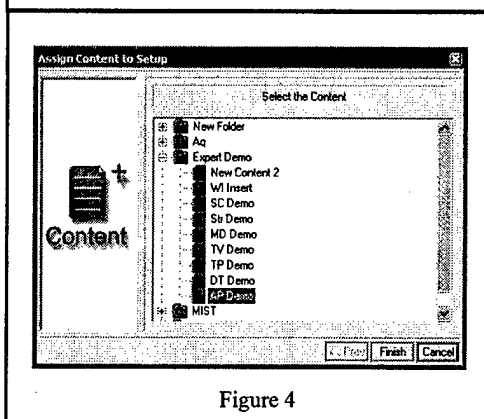 Assign Content to Setup
Select the Content
New Folder
Aq
Expert Demo
New Content 2
WI Insert
SC Demo
Str Demo
MD Demo
TV Demo
TP Demo
DT Demo
AP Demo
MIST
Content
< Prev Finish Cancel
Figure 4